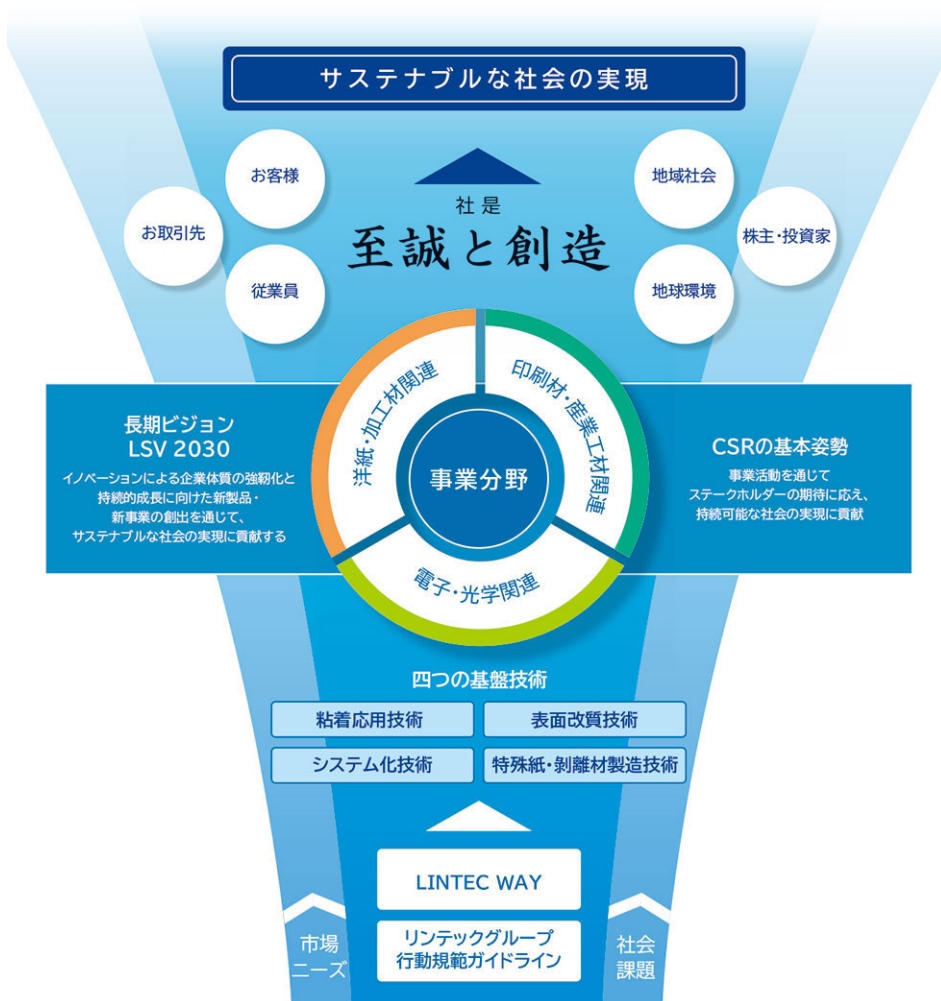 サステナブルな社会の実現
お客様
お取引先
従業員
社是
至誠と創造
地域社会
株主・投資家
地球環境
長期ビジョン
LSV 2030
イノベーションによる企業体質の強靭化と
持続的成長に向けた新製品・
新事業の創出を通じて、
サステナブルな社会の実現に貢献する
洋紙・加工材関連
印刷材・産業工材関連
事業分野
電子・光学関連
CSRの基本姿勢
事業活動を通じて
ステークホルダーの期待に応え、
持続可能な社会の実現に貢献
四つの基盤技術
粘着応用技術
表面改質技術
システム化技術
特殊紙・剝離材製造技術
LINTEC WAY
リンテックグループ
行動規範ガイドライン
市場
ニーズ
社会
課題